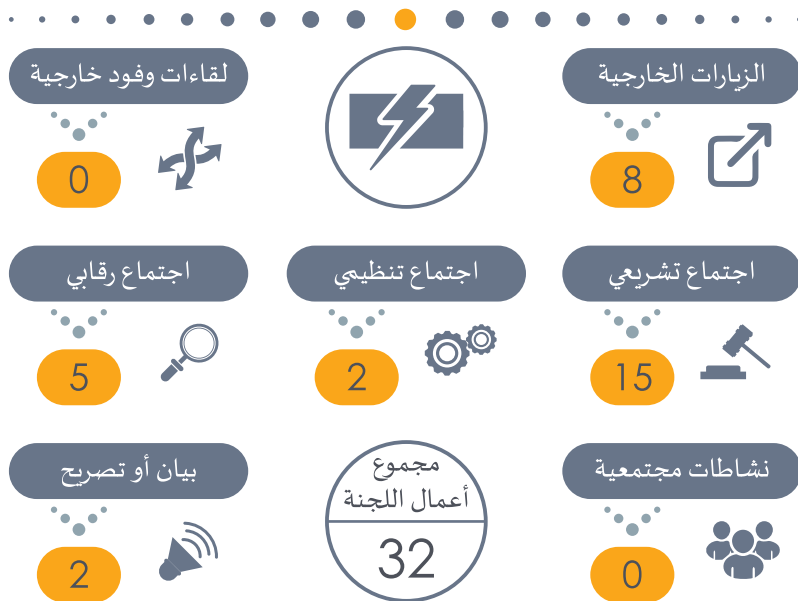 الزيارات الخارجية
8
لقاءات وفود خارجية
0
اجتماع تشريعي
15
اجتماع تنظيمي
2
اجتماع رقابي
5
نشاطات مجتمعية
0
مجموع
أعمال اللجنة
32
بيان أو تصريح
2